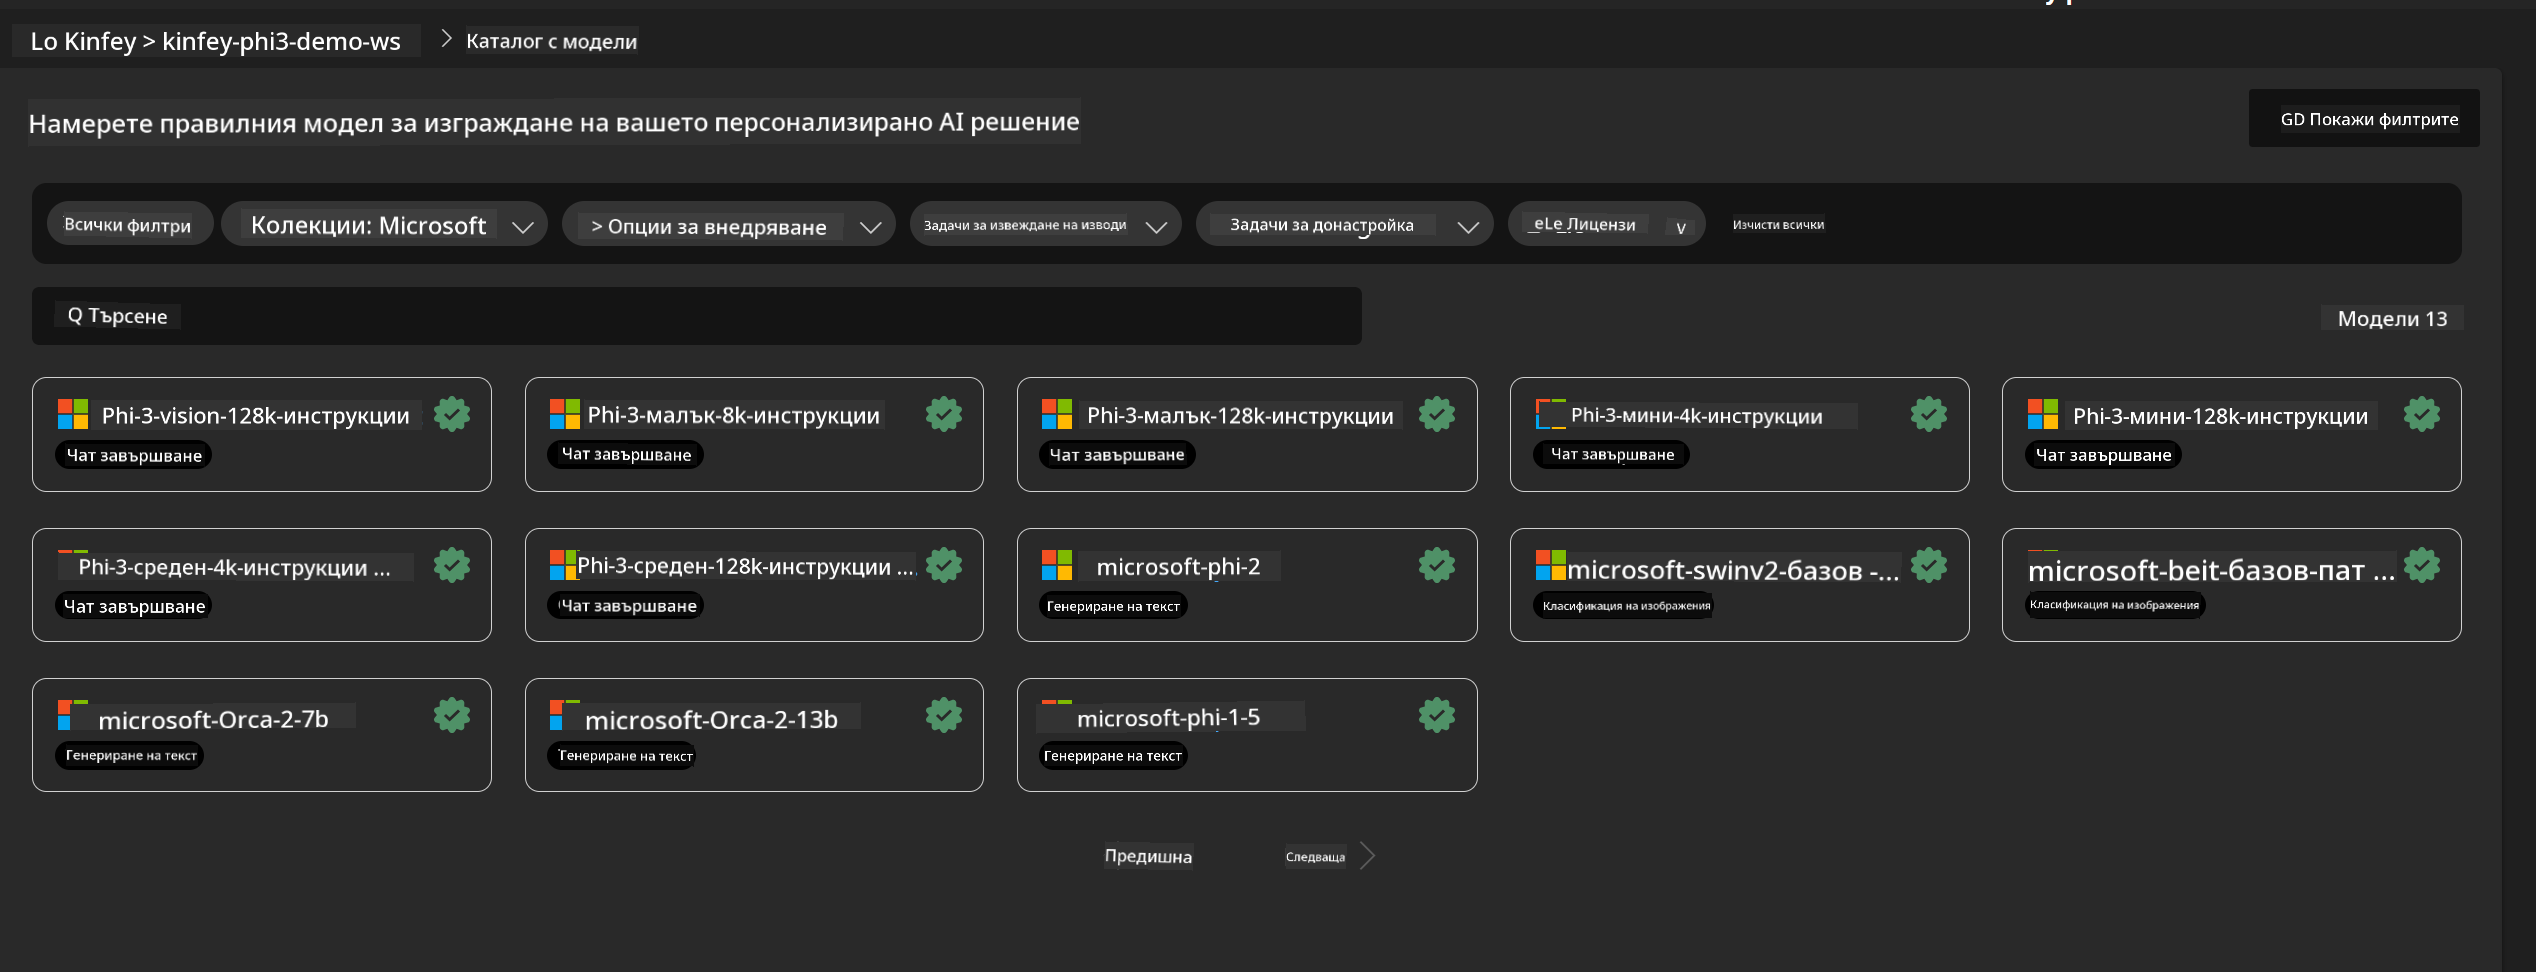 Lo Kinfey > kinfey-phi3-demo-ws > Каталог с модели
Намерете правилния модел за изграждане на вашето персонализирано AI решение
GD Покажи филтрите
Всички филтри
Колекции: Microsoft
> Опции за внедряване
Задачи за извеждане на изводи
Задачи за донастройка
eLe Лицензи v
Изчисти всички
Q Търсене
Модели 13
Phi-3-vision-128k-инструкции
Чат завършване
Phi-3-малък-8k-инструкции
Чат завършване
Phi-3-малък-128k-инструкции
Чат завършване
Phi-3-мини-4k-инструкции
Чат завършване
Phi-3-мини-128k-инструкции
Чат завършване
Phi-3-среден-4k-инструкции ...
Чат завършване
Phi-3-среден-128k-инструкции ...
Чат завършване
microsoft-phi-2
Генериране на текст
microsoft-swinv2-базов -...
Класификация на изображения
microsoft-beit-базов-пат ...
Класификация на изображения
microsoft-Orca-2-7b
Генериране на текст
microsoft-Orca-2-13b
Генериране на текст
microsoft-phi-1-5
Генериране на текст
Предишна
Следваща